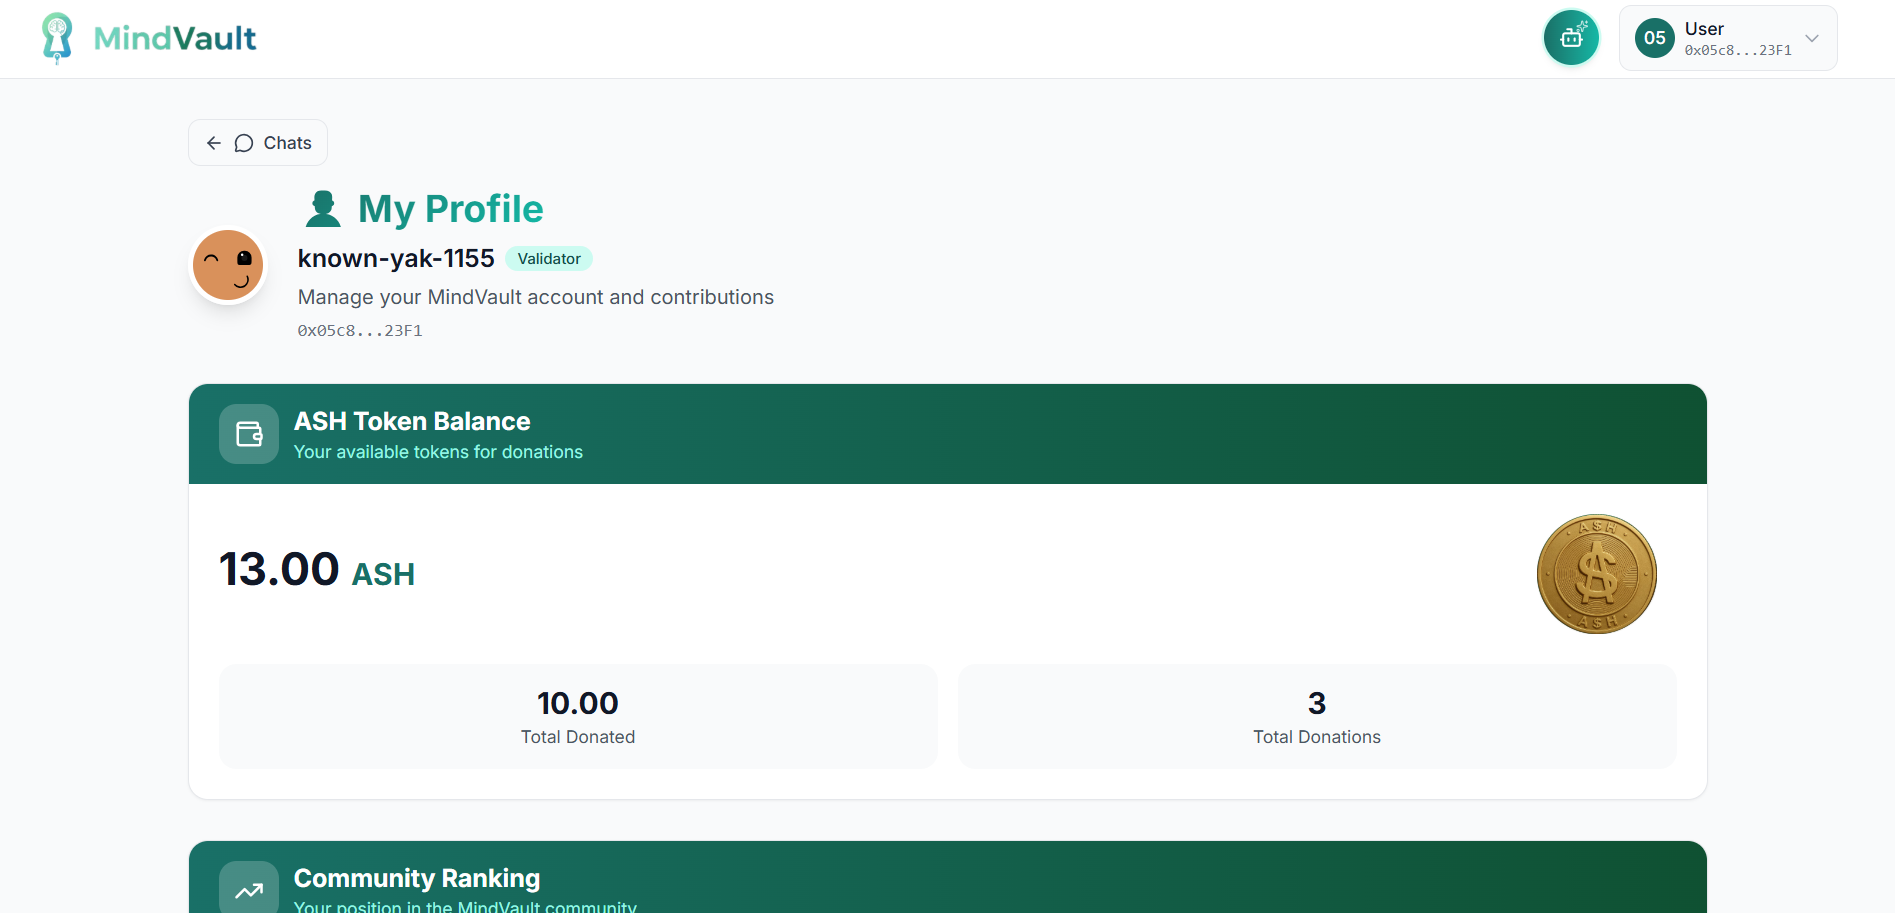 MindVault
05
User
0x05c8...23F1
Chats
My Profile
known-yak-1155
Validator
Manage your MindVault account and contributions
0x05c8...23F1
ASH Token Balance
Your available tokens for donations
13.00 ASH
A$H
A$H
10.00
Total Donated
3
Total Donations
Community Ranking
Your position in the MindVault community